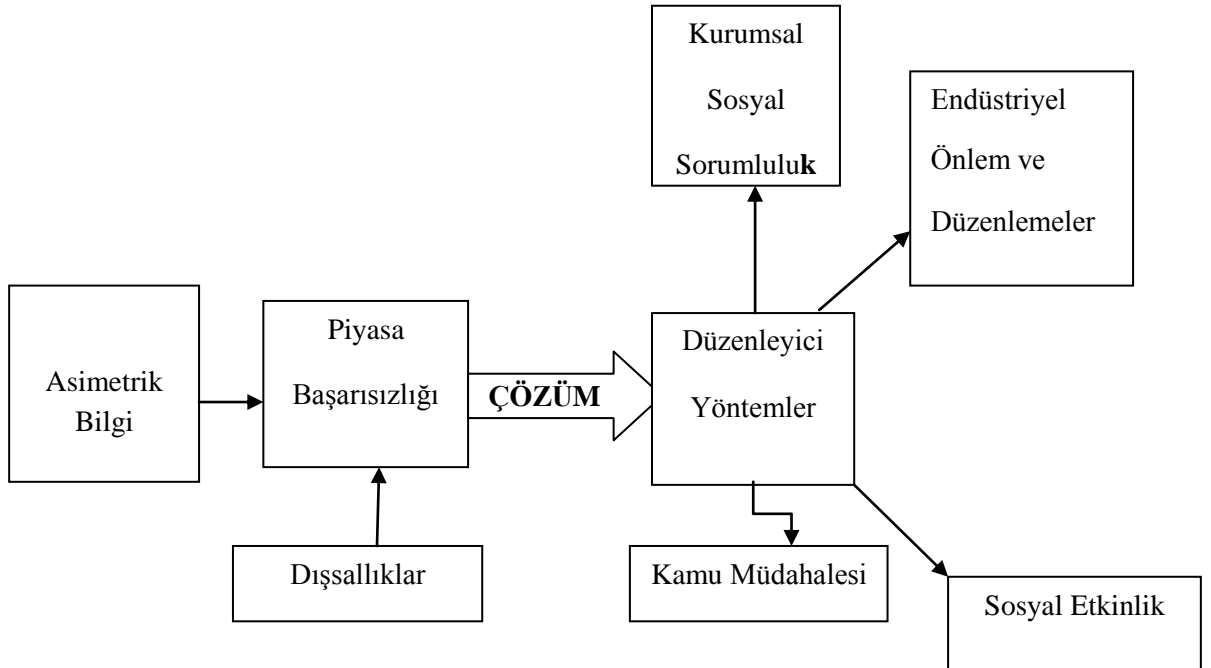 Kurumsal
Sosyal
Sorumluluk
Endüstriyel
Önlem ve
Düzenlemeler
Asimetrik
Bilgi
Piyasa
Başarısızlığı
ÇÖZÜM
Düzenleyici
Yöntemler
Dışsallıklar
Kamu Müdahalesi
Sosyal Etkinlik